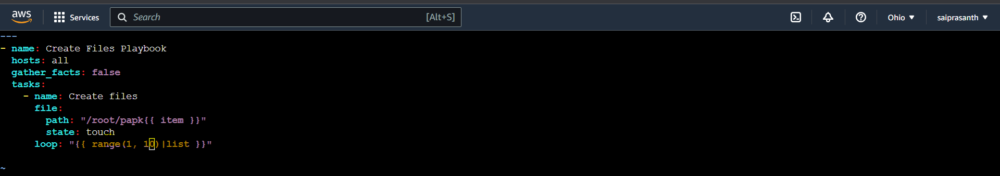 aws Services Search [Alt+S] Ohio saiprasanth
---
- name: Create Files Playbook
  hosts: all
  gather_facts: false
  tasks:
    - name: Create files
      file:
        path: "/root/papk{{ item }}"
        state: touch
      loop: "{{ range(1, 10)|list }}"
~